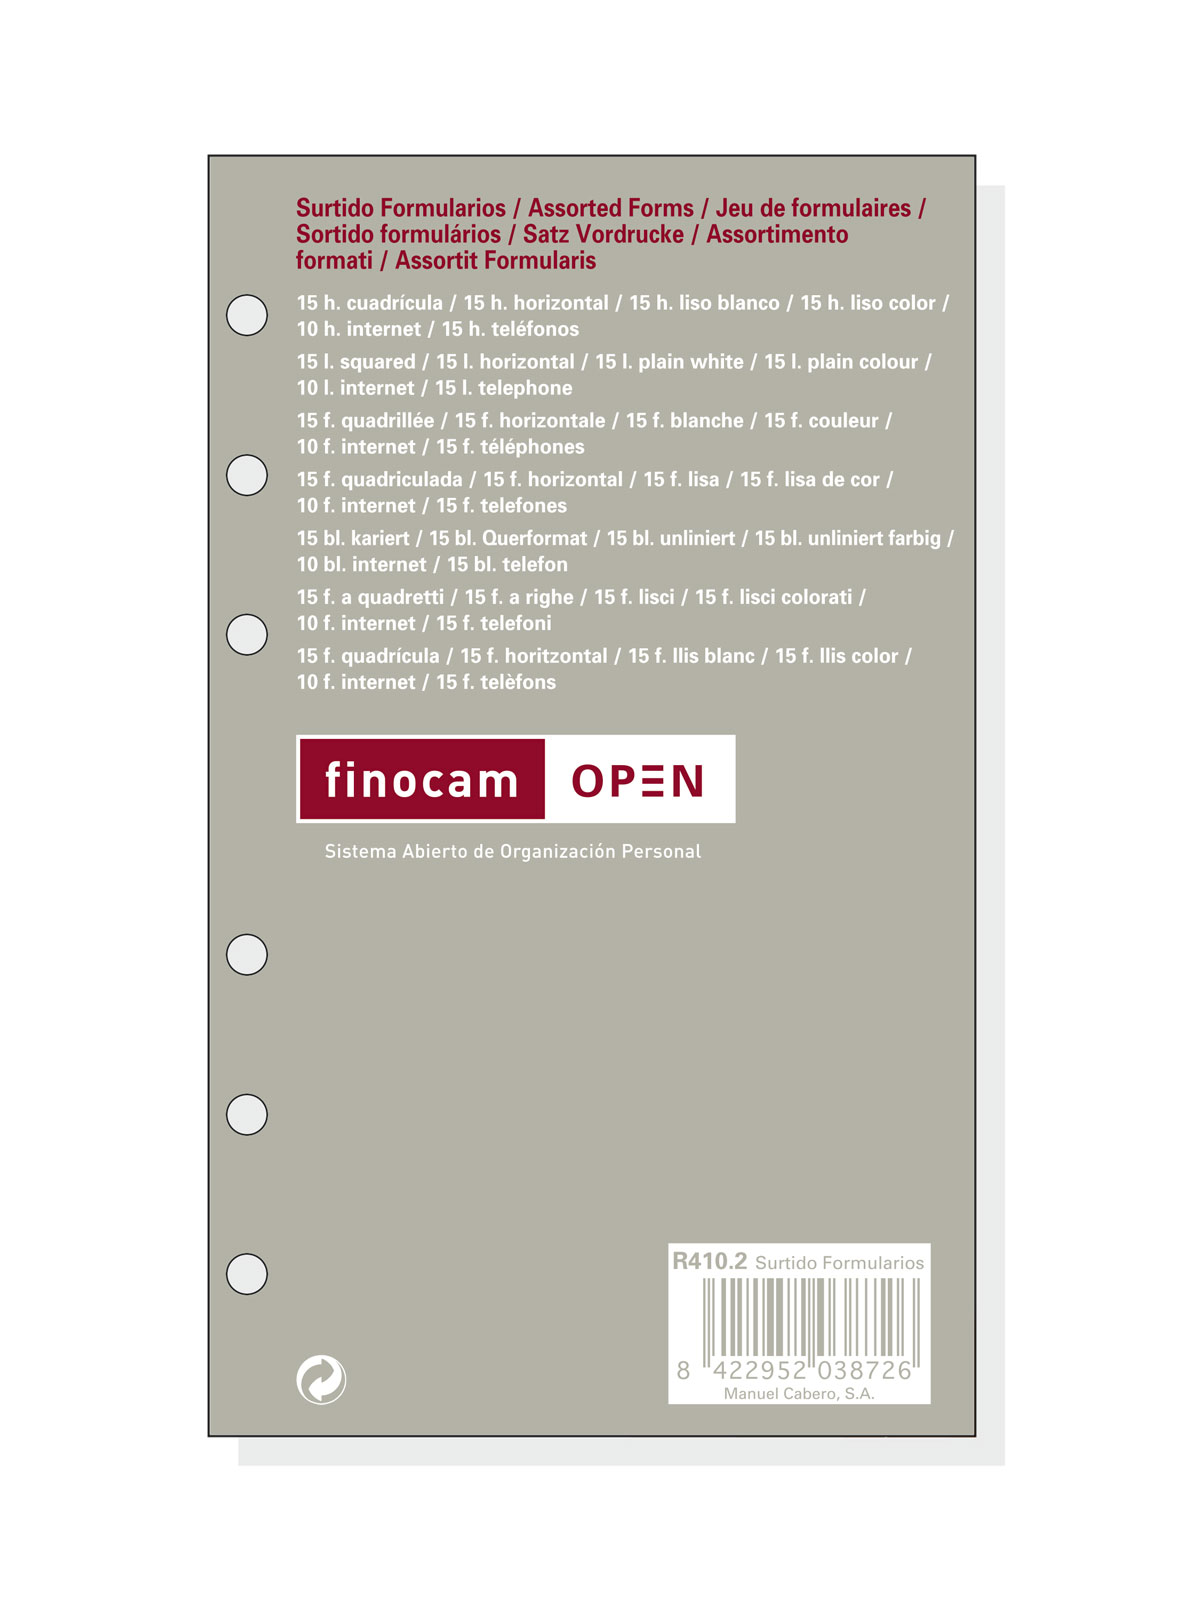 Surtido Formularios / Assorted Forms / Jeu de formulaires /
Sortido formulários / Satz Vordrucke / Assortimento
formati / Assortit Formularis
15 h. cuadrícula / 15 h. horizontal / 15 h. liso blanco / 15 h. liso color /
10 h. internet / 15 h. teléfonos
15 l. squared / 15 l. horizontal / 15 l. plain white / 15 l. plain colour /
10 l. internet / 15 l. telephone
15 f. quadrillée / 15 f. horizontale / 15 f. blanche / 15 f. couleur /
10 f. internet / 15 f. téléphones
15 f. quadriculada / 15 f. horizontal / 15 f. lisa / 15 f. lisa de cor /
10 f. internet / 15 f. telefones
15 bl. kariert / 15 bl. Querformat / 15 bl. unliniert / 15 bl. unliniert farbig /
10 bl. internet / 15 bl. telefon
15 f. a quadretti / 15 f. a righe / 15 f. lisci / 15 f. lisci colorati /
10 f. internet / 15 f. telefoni
15 f. quadrícula / 15 f. horitzontal / 15 f. llis blanc / 15 f. llis color /
10 f. internet / 15 f. telèfons
finocam OPEN
Sistema Abierto de Organización Personal
R410.2 Surtido Formularios
8 422952 038726
Manuel Cabero, S.A.